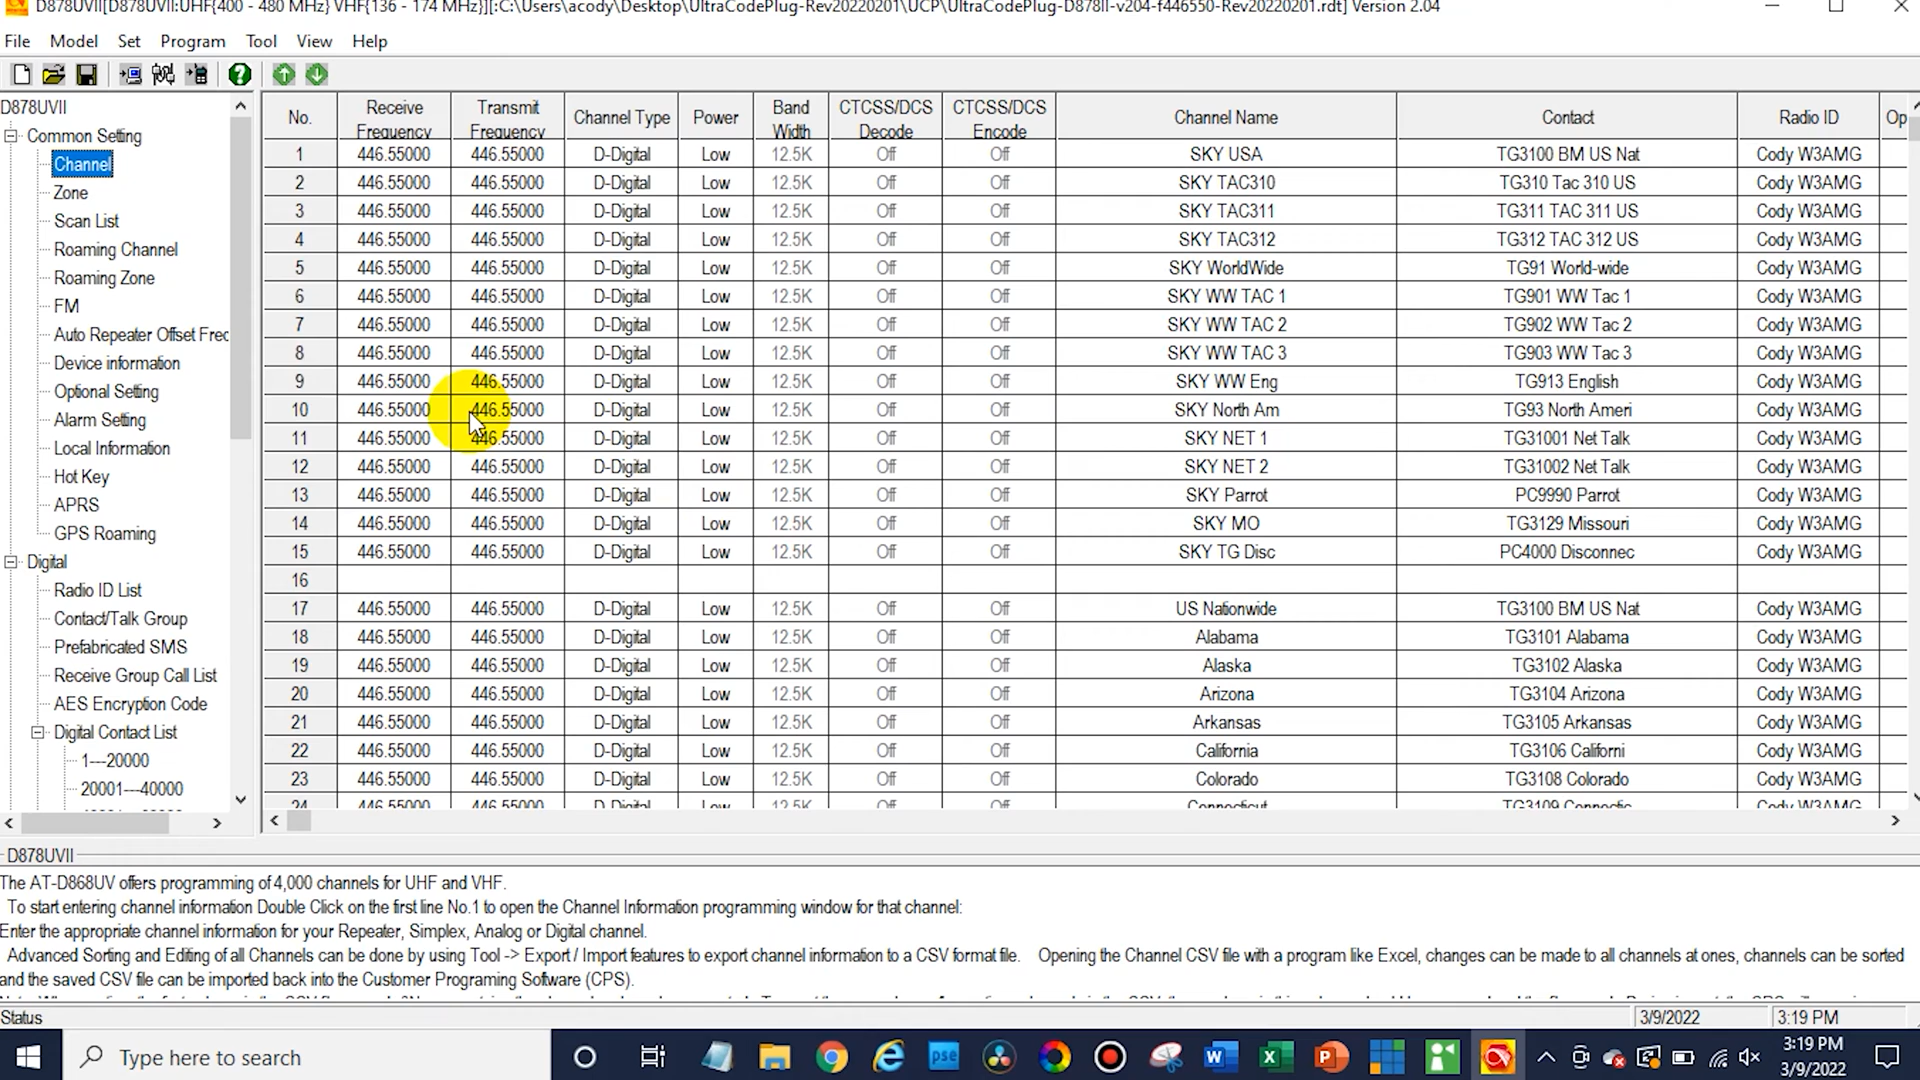 D878UVII[D878UVII:UHF{400 - 480 MHz} VHF{136 - 174 MHz}][:C:\Users\acody\Desktop\UltraCodePlug-Rev20220201\UCP\UltraCodePlug-D878II-v204-f446550-Rev20220201.rdt] Version 2.04
File Model Set Program Tool View Help
D878UVII
Common Setting
Channel
Zone
Scan List
Roaming Channel
Roaming Zone
FM
Auto Repeater Offset Frec
Device information
Optional Setting
Alarm Setting
Local Information
Hot Key
APRS
GPS Roaming
Digital
Radio ID List
Contact/Talk Group
Prefabricated SMS
Receive Group Call List
AES Encryption Code
Digital Contact List
1---20000
20001---40000
No. Receive Frequency Transmit Frequency Channel Type Power Band Width CTCSS/DCS Decode CTCSS/DCS Encode Channel Name Contact Radio ID Op
1 446.55000 446.55000 D-Digital Low 12.5K Off Off SKY USA TG3100 BM US Nat Cody W3AMG
2 446.55000 446.55000 D-Digital Low 12.5K Off Off SKY TAC310 TG310 Tac 310 US Cody W3AMG
3 446.55000 446.55000 D-Digital Low 12.5K Off Off SKY TAC311 TG311 TAC 311 US Cody W3AMG
4 446.55000 446.55000 D-Digital Low 12.5K Off Off SKY TAC312 TG312 TAC 312 US Cody W3AMG
5 446.55000 446.55000 D-Digital Low 12.5K Off Off SKY WorldWide TG91 World-wide Cody W3AMG
6 446.55000 446.55000 D-Digital Low 12.5K Off Off SKY WW TAC 1 TG901 WW Tac 1 Cody W3AMG
7 446.55000 446.55000 D-Digital Low 12.5K Off Off SKY WW TAC 2 TG902 WW Tac 2 Cody W3AMG
8 446.55000 446.55000 D-Digital Low 12.5K Off Off SKY WW TAC 3 TG903 WW Tac 3 Cody W3AMG
9 446.55000 446.55000 D-Digital Low 12.5K Off Off SKY WW Eng TG913 English Cody W3AMG
10 446.55000 446.55000 D-Digital Low 12.5K Off Off SKY North Am TG93 North Ameri Cody W3AMG
11 446.55000 446.55000 D-Digital Low 12.5K Off Off SKY NET 1 TG31001 Net Talk Cody W3AMG
12 446.55000 446.55000 D-Digital Low 12.5K Off Off SKY NET 2 TG31002 Net Talk Cody W3AMG
13 446.55000 446.55000 D-Digital Low 12.5K Off Off SKY Parrot PC9990 Parrot Cody W3AMG
14 446.55000 446.55000 D-Digital Low 12.5K Off Off SKY MO TG3129 Missouri Cody W3AMG
15 446.55000 446.55000 D-Digital Low 12.5K Off Off SKY TG Disc PC4000 Disconnec Cody W3AMG
16
17 446.55000 446.55000 D-Digital Low 12.5K Off Off US Nationwide TG3100 BM US Nat Cody W3AMG
18 446.55000 446.55000 D-Digital Low 12.5K Off Off Alabama TG3101 Alabama Cody W3AMG
19 446.55000 446.55000 D-Digital Low 12.5K Off Off Alaska TG3102 Alaska Cody W3AMG
20 446.55000 446.55000 D-Digital Low 12.5K Off Off Arizona TG3104 Arizona Cody W3AMG
21 446.55000 446.55000 D-Digital Low 12.5K Off Off Arkansas TG3105 Arkansas Cody W3AMG
22 446.55000 446.55000 D-Digital Low 12.5K Off Off California TG3106 Californi Cody W3AMG
23 446.55000 446.55000 D-Digital Low 12.5K Off Off Colorado TG3108 Colorado Cody W3AMG
24 446.55000 446.55000 D-Digital Low 12.5K Off Off Connecticut TG3109 Connectic Cody W3AMG
D878UVII
The AT-D868UV offers programming of 4,000 channels for UHF and VHF.
To start entering channel information Double Click on the first line No.1 to open the Channel Information programming window for that channel:
Enter the appropriate channel information for your Repeater, Simplex, Analog or Digital channel.
Advanced Sorting and Editing of all Channels can be done by using Tool -> Export / Import features to export channel information to a CSV format file. Opening the Channel CSV file with a program like Excel, changes can be made to all channels at ones, channels can be sorted
and the saved CSV file can be imported back into the Customer Programing Software (CPS).
Status 3/9/2022 3:19 PM
Type here to search
pse
3:19 PM
3/9/2022